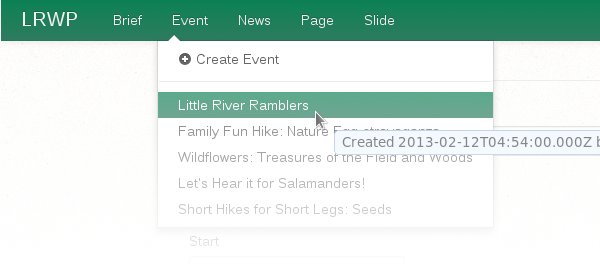 LRWP Brief Event News Page Slide
Create Event
Little River Ramblers
Family Fun Hike: Nature Egg-stravaganza
Created 2013-02-12T04:54:00.000Z b
Wildflowers: Treasures of the Field and Woods
Let's Hear it for Salamanders!
Short Hikes for Short Legs: Seeds
Start